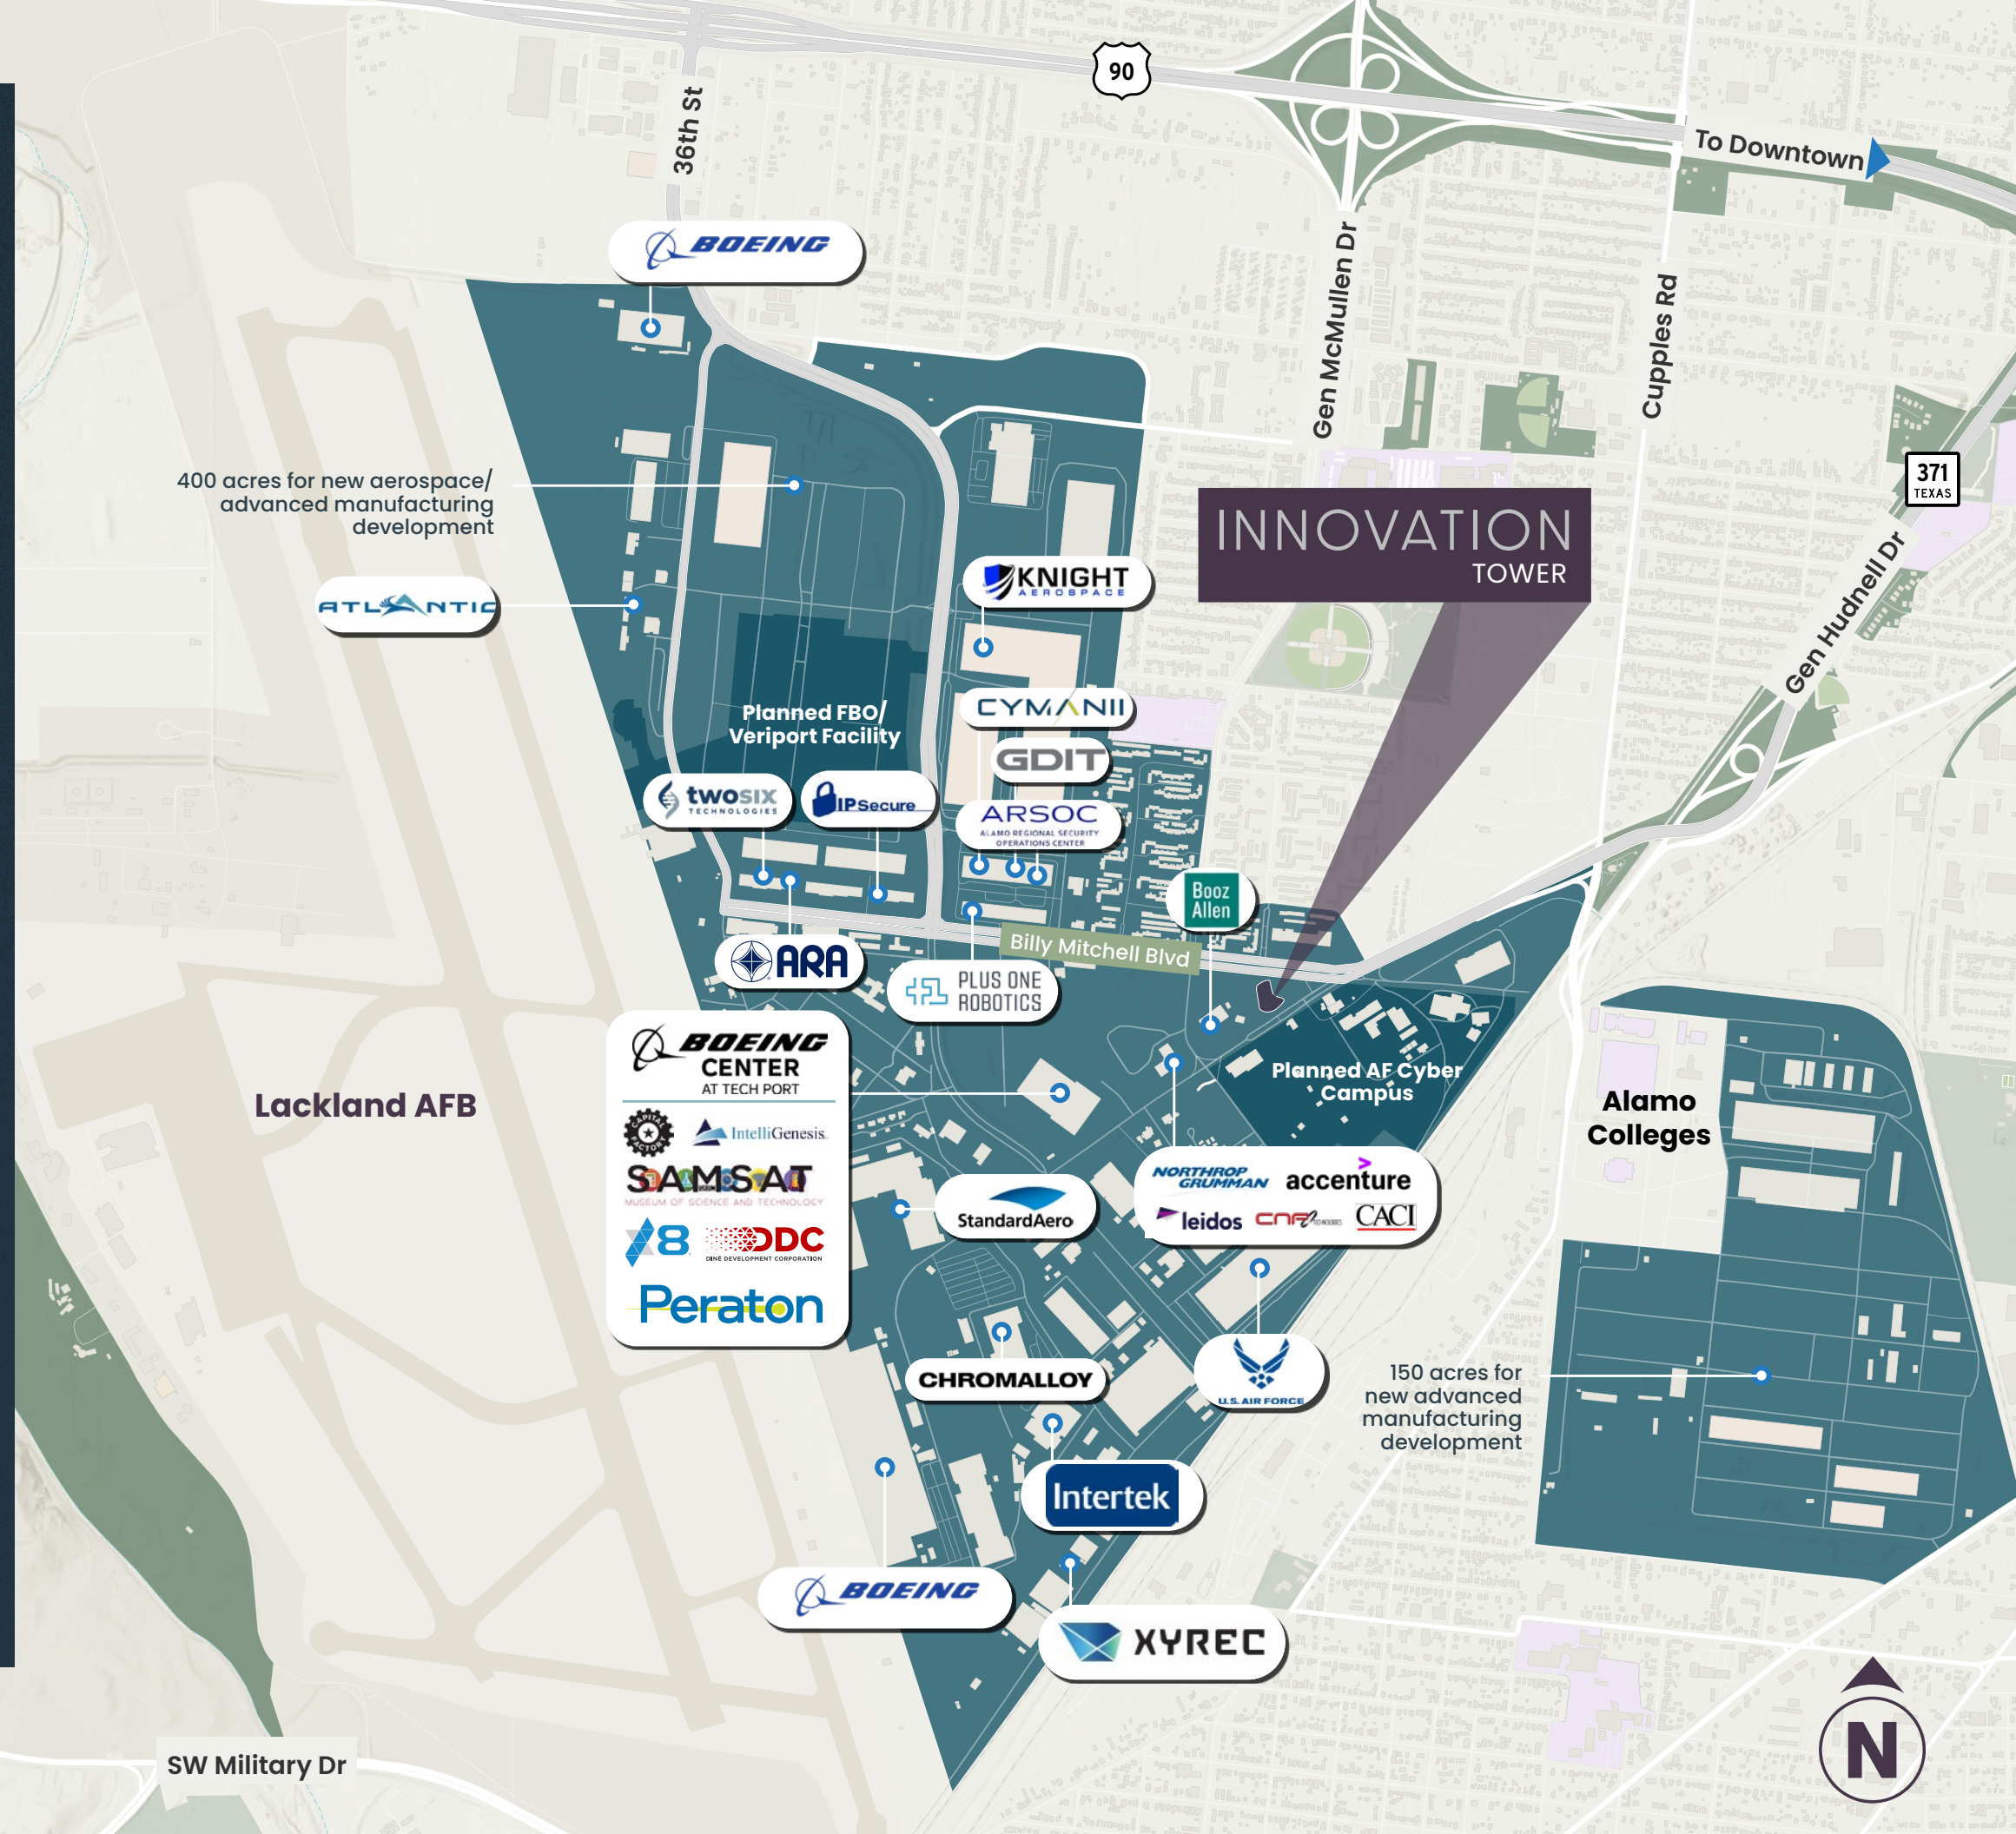 90
36th St
To Downtown
BOEING
Gen McMullen Dr
Cupples Rd
371
TEXAS
400 acres for new aerospace/
advanced manufacturing
development
INNOVATION
TOWER
Gen Hudnell Dr
ATLANTIC
KNIGHT
AEROSPACE
CYMANII
Planned FBO/
Veriport Facility
GDIT
twosix
TECHNOLOGIES
IPSecure
ARSOC
ALAMO REGIONAL SECURITY
OPERATIONS CENTER
Booz
Allen
Billy Mitchell Blvd
ARA
PLUS ONE
ROBOTICS
BOEING
CENTER
AT TECH PORT
CAPITAL
FACTORY
IntelliGenesis
SAMSAT
MUSEUM OF SCIENCE AND TECHNOLOGY
8
DDC
DINÉ DEVELOPMENT CORPORATION
Peraton
Planned AF Cyber
Campus
Lackland AFB
Alamo
Colleges
NORTHROP
GRUMMAN
accenture
leidos
CNF
TECHNOLOGIES
CACI
StandardAero
CHROMALLOY
U.S. AIR FORCE
150 acres for
new advanced
manufacturing
development
Intertek
BOEING
XYREC
SW Military Dr
N